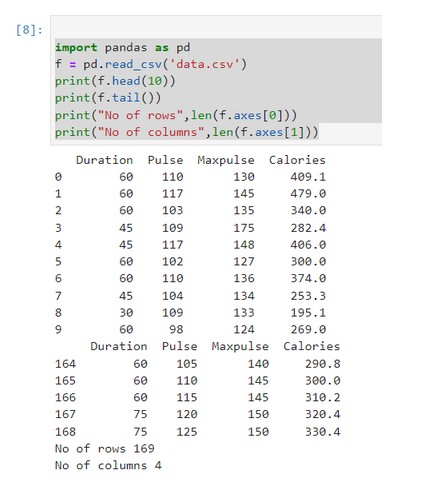 [8]:
import pandas as pd
f = pd.read_csv('data.csv')
print(f.head(10))
print(f.tail())
print("No of rows",len(f.axes[0]))
print("No of columns",len(f.axes[1]))
Duration Pulse Maxpulse Calories
0 60 110 130 409.1
1 60 117 145 479.0
2 60 103 135 340.0
3 45 109 175 282.4
4 45 117 148 406.0
5 60 102 127 300.0
6 60 110 136 374.0
7 45 104 134 253.3
8 30 109 133 195.1
9 60 98 124 269.0
Duration Pulse Maxpulse Calories
164 60 105 140 290.8
165 60 110 145 300.0
166 60 115 145 310.2
167 75 120 150 320.4
168 75 125 150 330.4
No of rows 169
No of columns 4